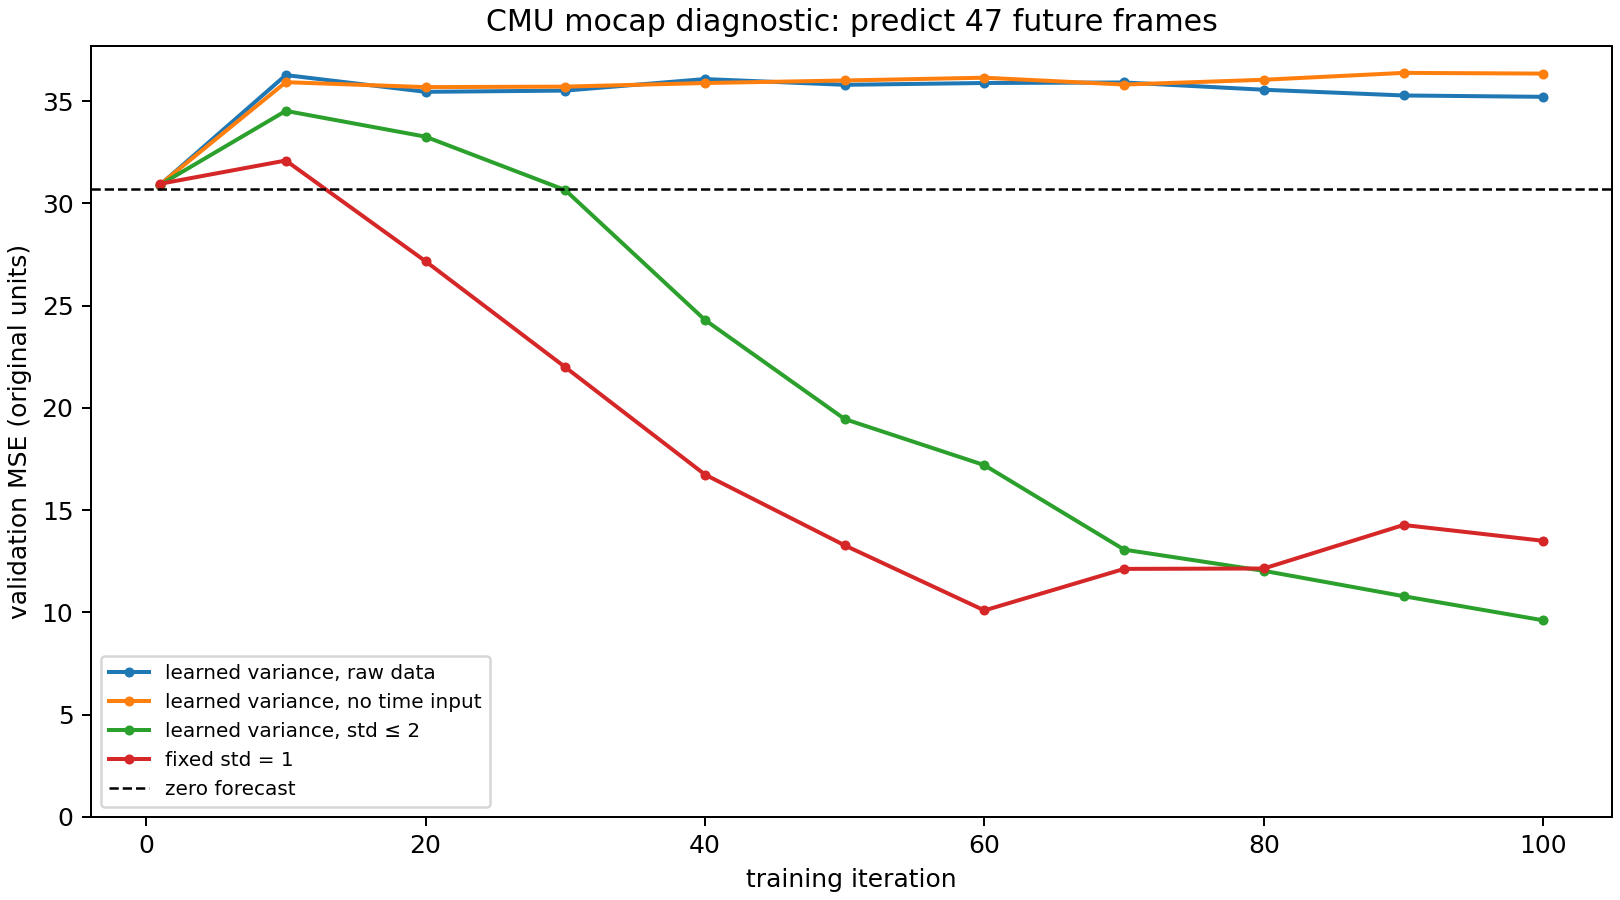 CMU mocap diagnostic: predict 47 future frames
validation MSE (original units)
35
30
25
20
15
10
5
0
learned variance, raw data
learned variance, no time input
learned variance, std ≤ 2
fixed std = 1
zero forecast
0 20 40 60 80 100
training iteration